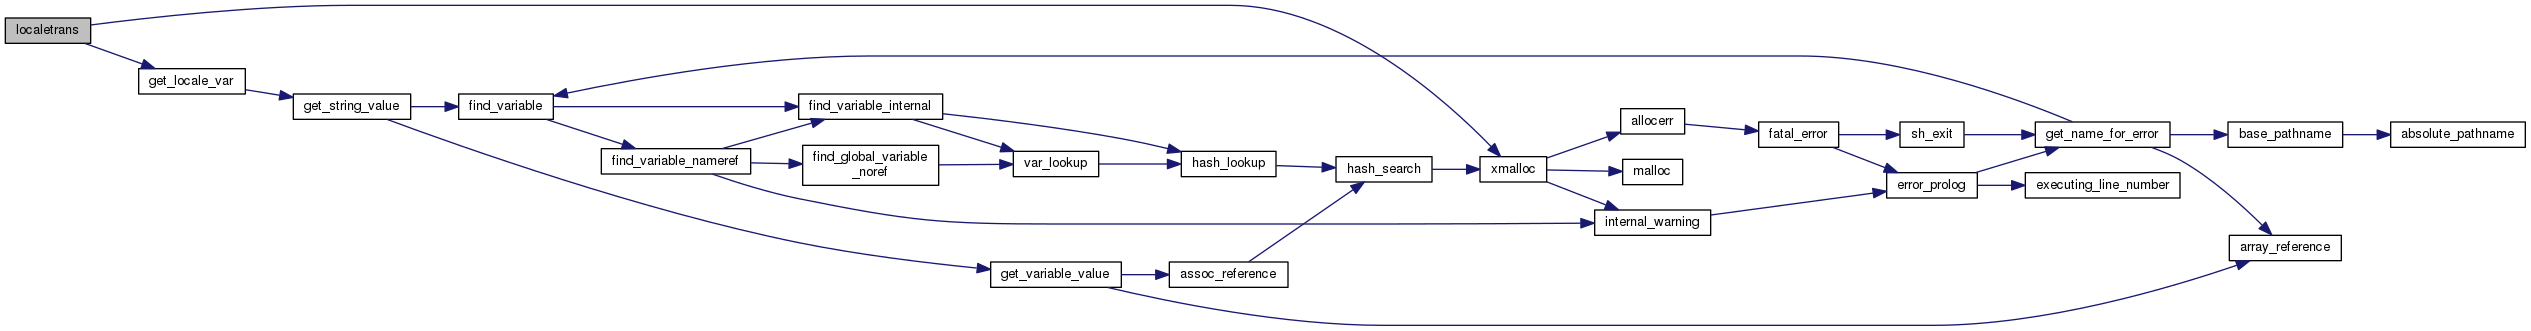 localetrans
get_locale_var
get_string_value
find_variable
find_variable_internal
find_variable_nameref
find_global_variable
_noref
var_lookup
hash_lookup
hash_search
xmalloc
allocerr
malloc
internal_warning
fatal_error
sh_exit
error_prolog
get_name_for_error
executing_line_number
base_pathname
absolute_pathname
array_reference
get_variable_value
assoc_reference